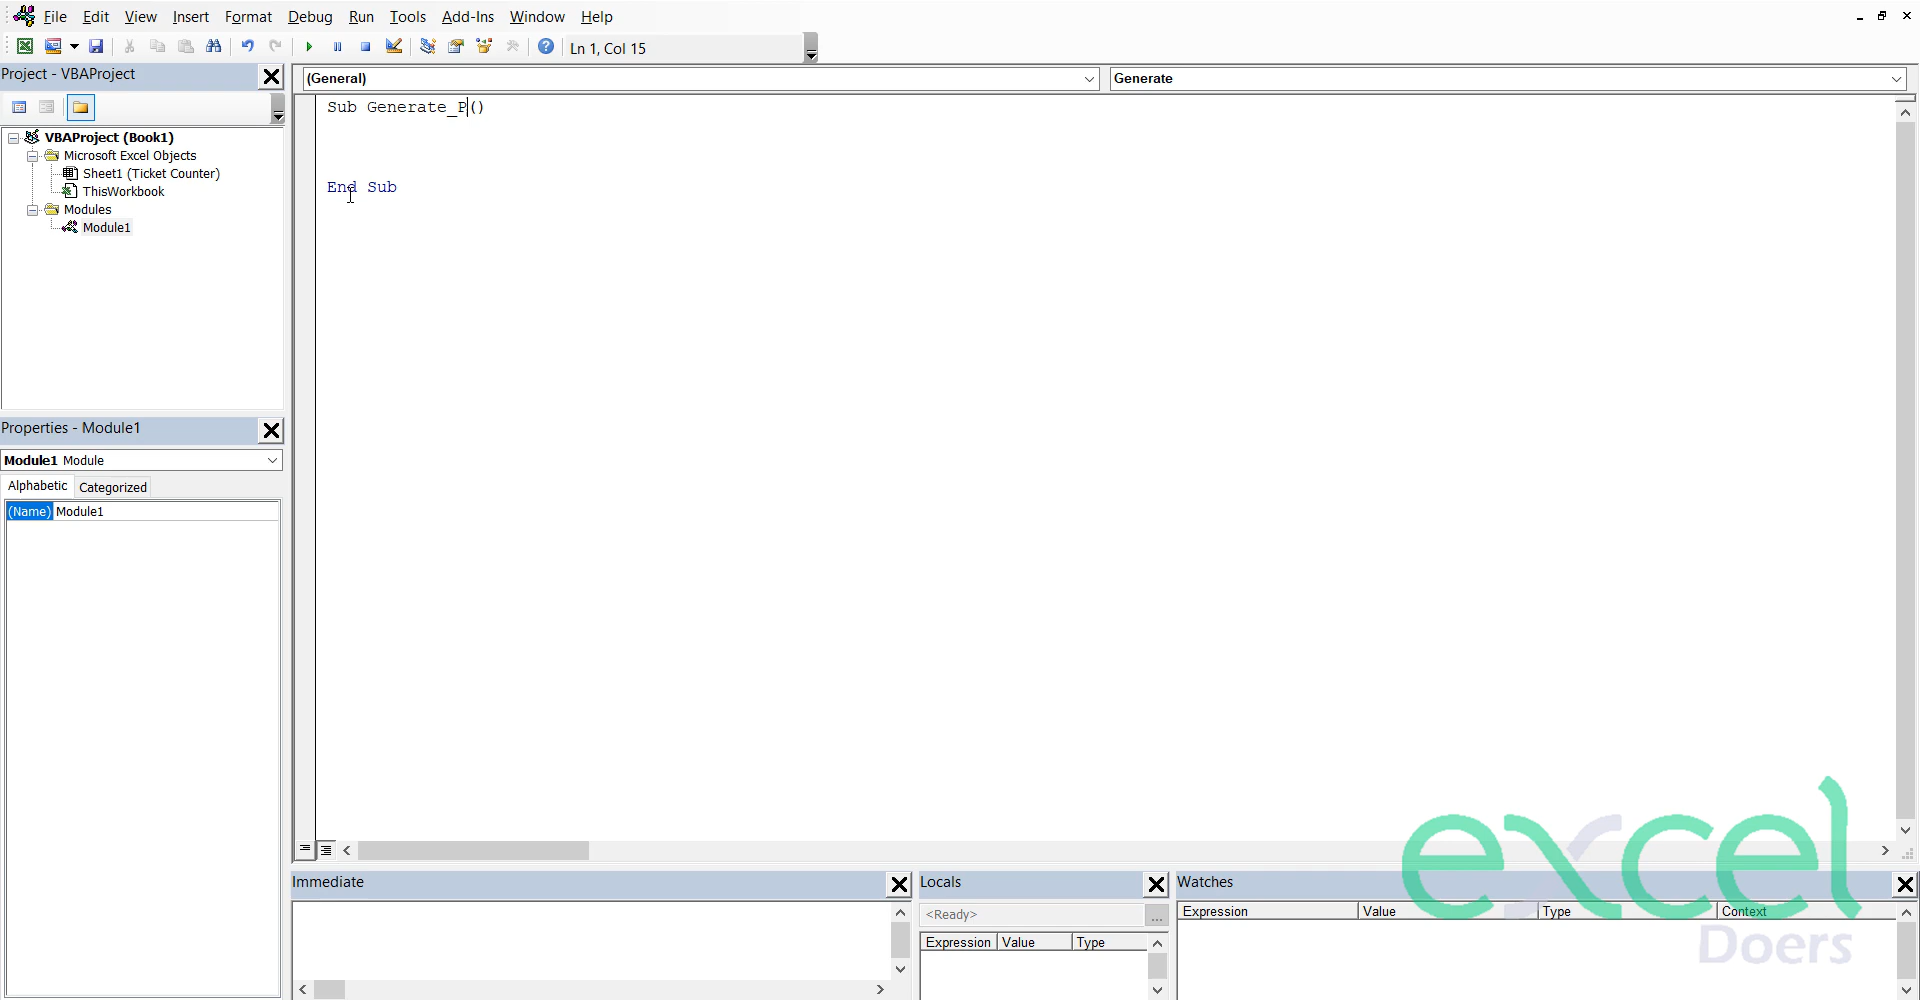 File Edit View Insert Format Debug Run Tools Add-Ins Window Help
Ln 1, Col 15
Project - VBAProject
(General)
Generate
Sub Generate_P()
End Sub
VBAProject (Book1)
Microsoft Excel Objects
Sheet1 (Ticket Counter)
ThisWorkbook
Modules
Module1
Properties - Module1
Module1 Module
Alphabetic Categorized
(Name) Module1
Immediate
Locals
<Ready>
...
Expression Value Type
Watches
Expression Value Type Context
excel
Doers